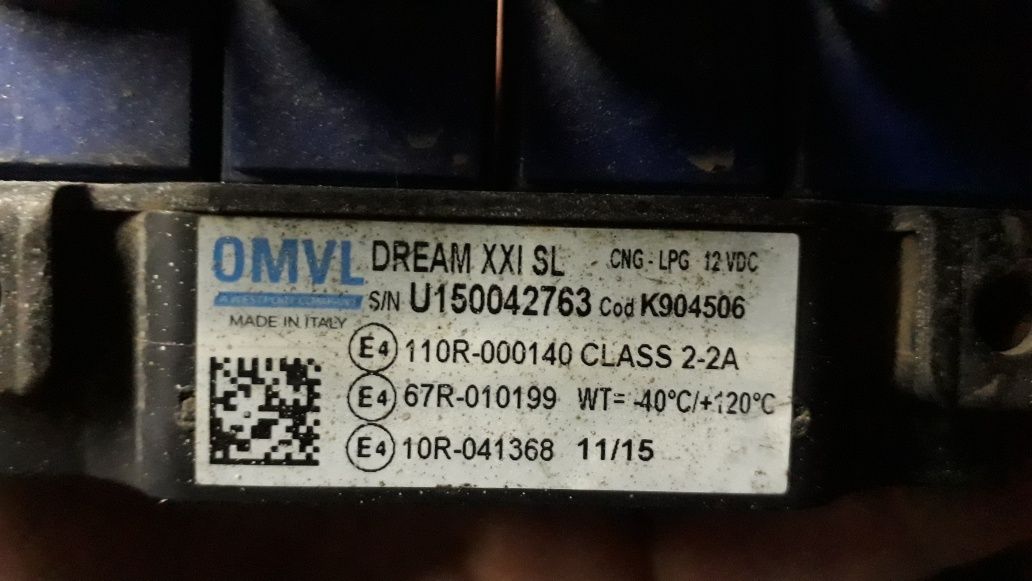 OMVL DREAM XXI SL CNG - LPG 12 VDC
A WESTPORT COMPANY S/N U150042763 Cod K904506
MADE IN ITALY
E4 110R-000140 CLASS 2-2A
E4 67R-010199 WT= -40°C/+120°C
E4 10R-041368 11/15